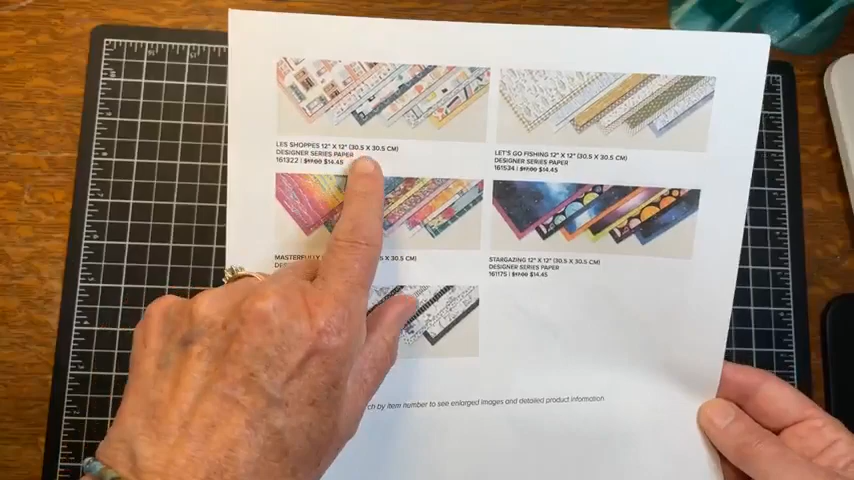 LES SHOPPES 12" X 12" (30.5 X 30.5 CM)
DESIGNER SERIES PAPER
161322 | $17.00 $14.45
LET'S GO FISHING 12" X 12" (30.5 X 30.5 CM)
DESIGNER SERIES PAPER
161534 | $17.00 $14.45
MASTERFULLY X 30.5 CM)
STARGAZING 12" X 12" (30.5 X 30.5 CM)
DESIGNER SERIES PAPER
161175 | $17.00 $14.45
by item number to see enlarged images and detailed product information